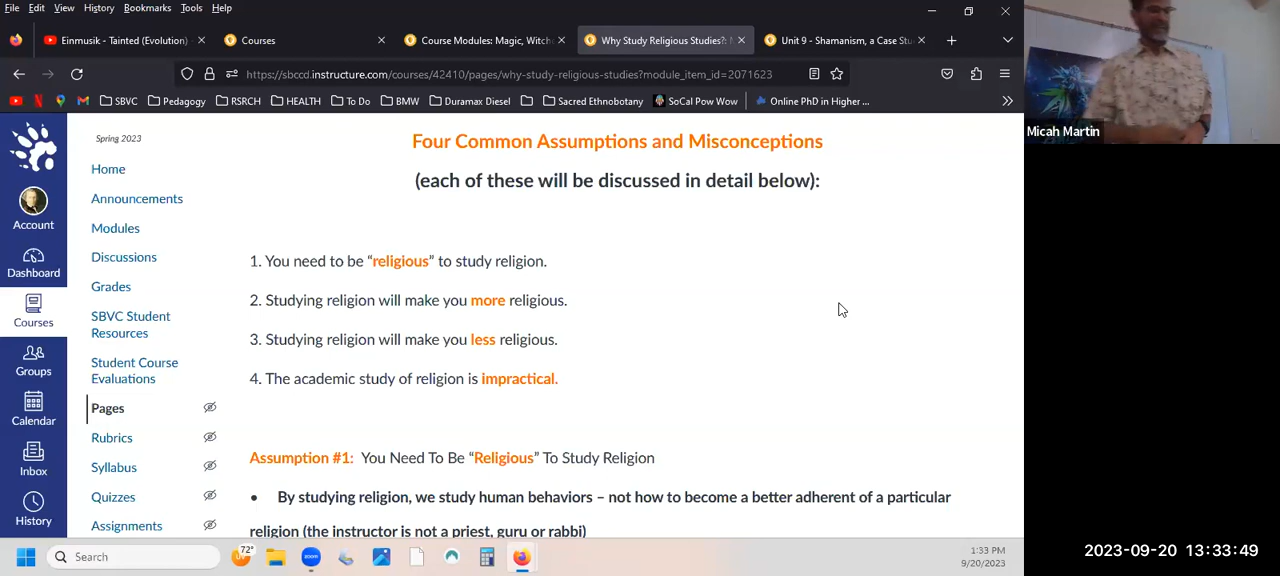 File Edit View History Bookmarks Tools Help
Einmusik - Tainted (Evolution)
Courses
Course Modules: Magic, Witch
Why Study Religious Studies?: M
Unit 9 - Shamanism, a Case Stu
https://sbccd.instructure.com/courses/42410/pages/why-study-religious-studies?module_item_id=2071623
SBVC Pedagogy RSRCH HEALTH To Do BMW Duramax Diesel Sacred Ethnobotany SoCal Pow Wow Online PhD in Higher ...
Micah Martin
Account
Dashboard
Courses
Groups
Calendar
Inbox
History
Spring 2023
Home
Announcements
Modules
Discussions
Grades
SBVC Student
Resources
Student Course
Evaluations
Pages
Rubrics
Syllabus
Quizzes
Assignments
Four Common Assumptions and Misconceptions
(each of these will be discussed in detail below):
1. You need to be “religious” to study religion.
2. Studying religion will make you more religious.
3. Studying religion will make you less religious.
4. The academic study of religion is impractical.
Assumption #1: You Need To Be “Religious” To Study Religion
• By studying religion, we study human behaviors – not how to become a better adherent of a particular
religion (the instructor is not a priest, guru or rabbi)
72°
Search
zoom
1:33 PM
9/20/2023
2023-09-20 13:33:49